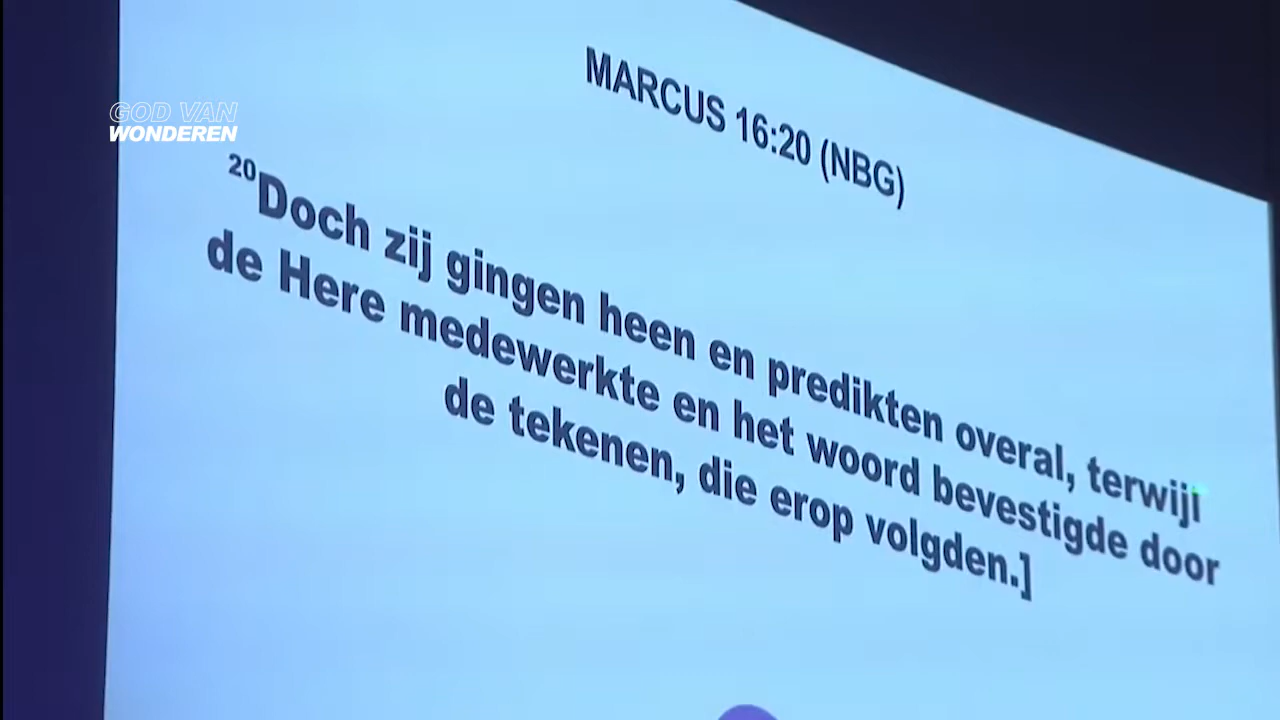 MARCUS 16:20 (NBG)
GOD VAN
WONDEREN
20Doch zij gingen heen en predikten overal, terwijl
de Here medewerkte en het woord bevestigde door
de tekenen, die erop volgden.]